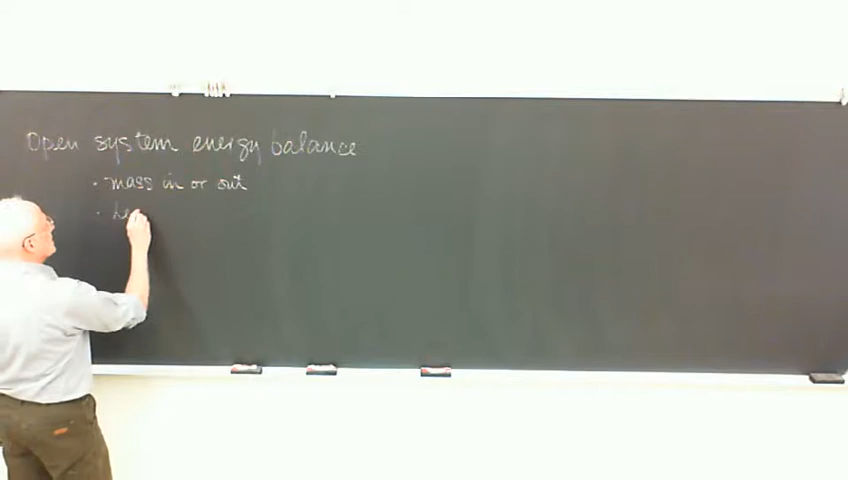 Open system energy balance
· mass in or out
·